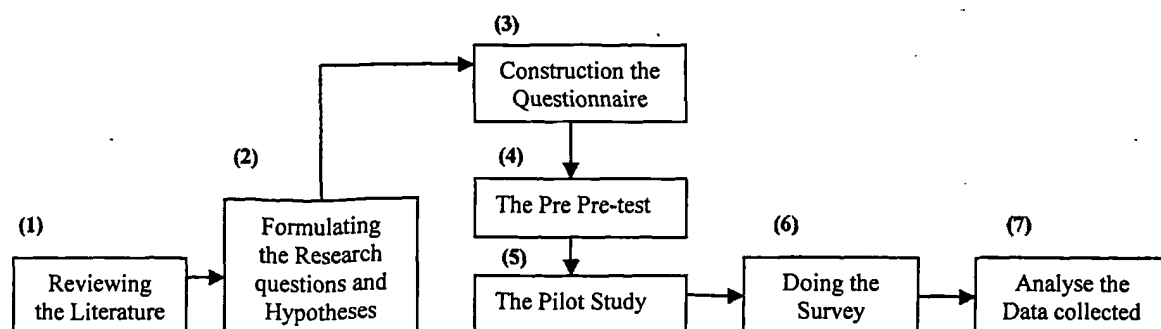 (1)
Reviewing
the Literature
(2)
Formulating
the Research
questions and
Hypotheses
(3)
Construction the
Questionnaire
(4)
The Pre Pre-test
(5)
The Pilot Study
(6)
Doing the
Survey
(7)
Analyse the
Data collected